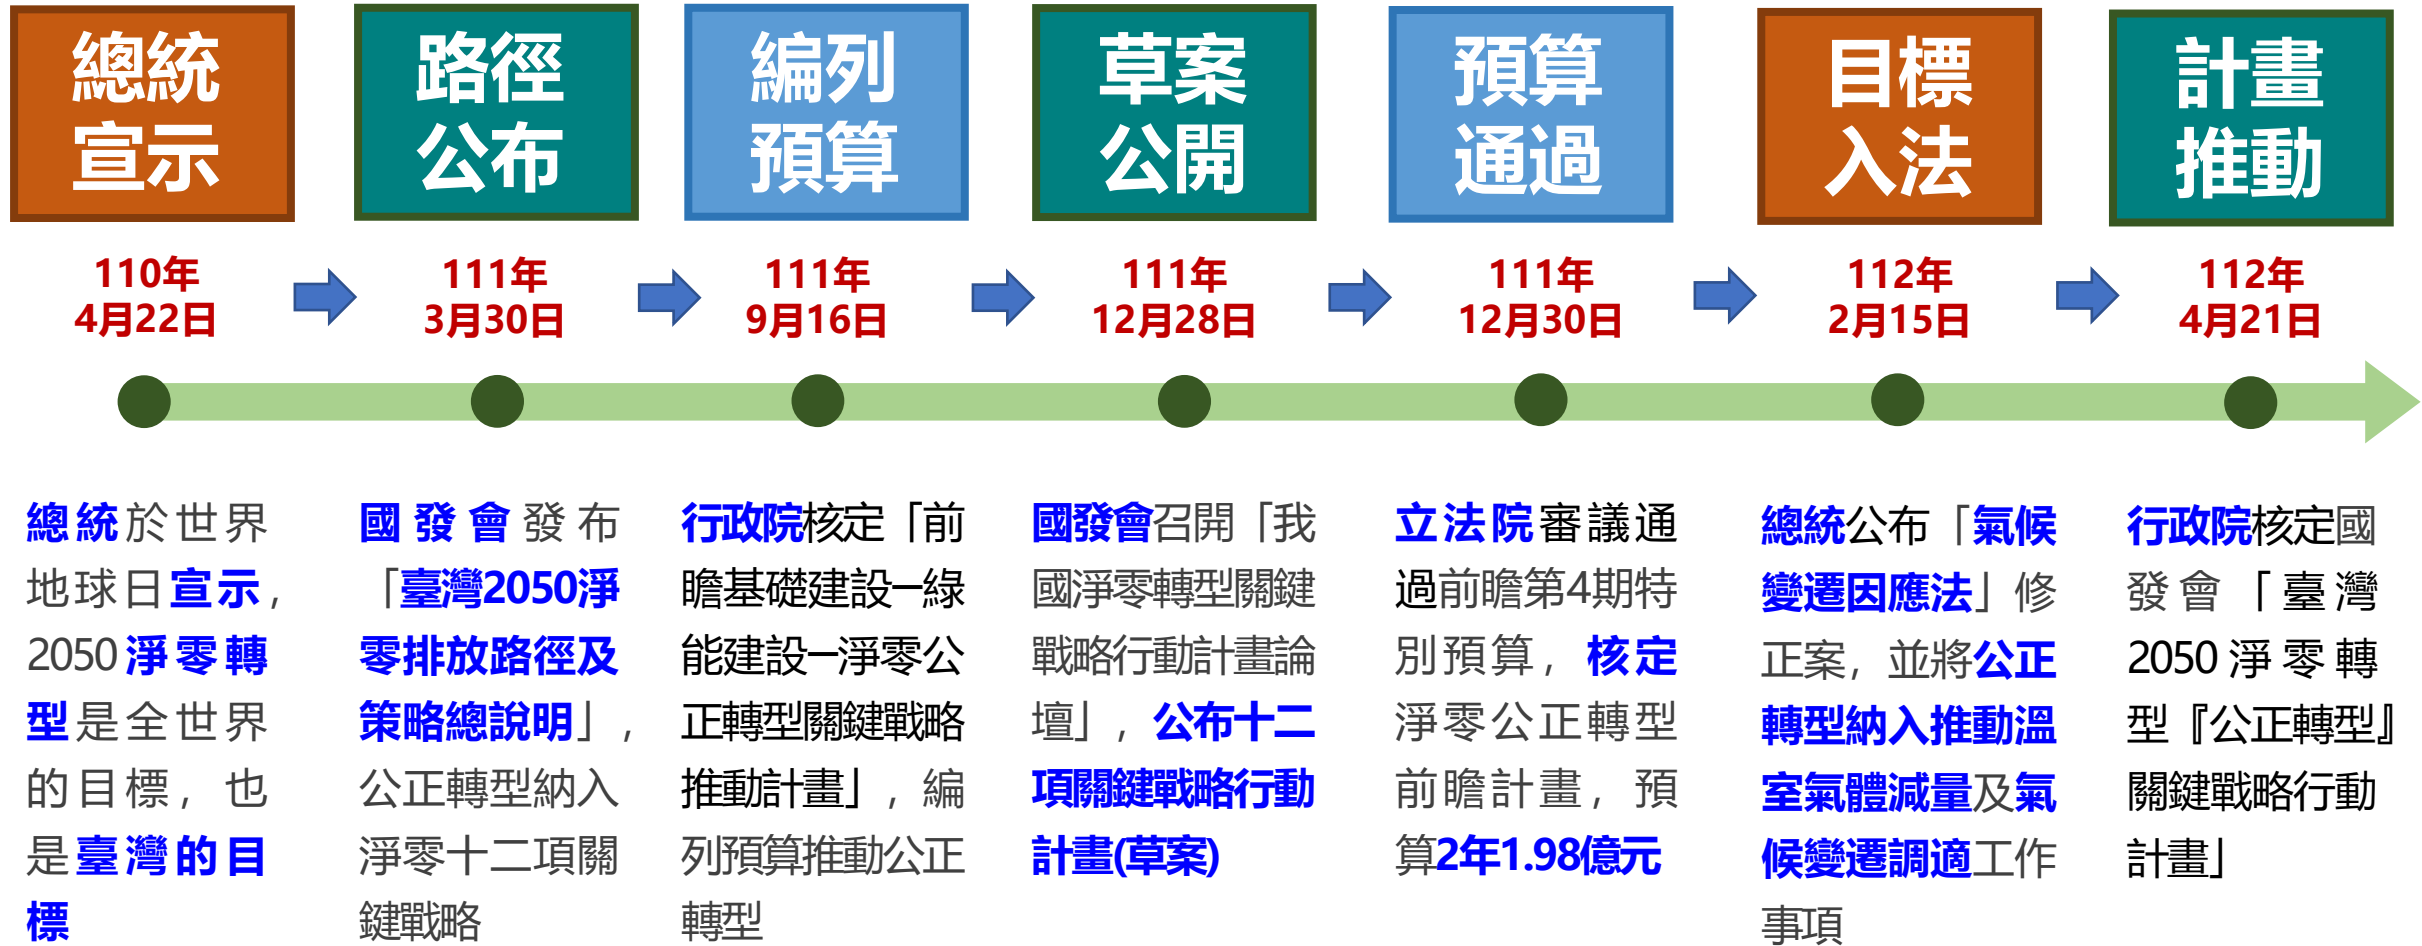 總統
宣示
110年
4月22日
總統於世界
地球日宣示，
2050淨零轉
型是全世界
的目標，也
是臺灣的目
標
路徑
公布
111年
3月30日
國發會發布
「臺灣2050淨
零排放路徑及
策略總說明」，
公正轉型納入
淨零十二項關
鍵戰略
編列
預算
111年
9月16日
行政院核定「前
瞻基礎建設—綠
能建設—淨零公
正轉型關鍵戰略
推動計畫」，編
列預算推動公正
轉型
草案
公開
111年
12月28日
國發會召開「我
國淨零轉型關鍵
戰略行動計畫論
壇」，公布十二
項關鍵戰略行動
計畫(草案)
預算
通過
111年
12月30日
立法院審議通
過前瞻第4期特
別預算，核定
淨零公正轉型
前瞻計畫，預
算2年1.98億元
目標
入法
112年
2月15日
總統公布「氣候
變遷因應法」修
正案，並將公正
轉型納入推動溫
室氣體減量及氣
候變遷調適工作
事項
計畫
推動
112年
4月21日
行政院核定國
發會「臺灣
2050淨零轉
型『公正轉型』
關鍵戰略行動
計畫」